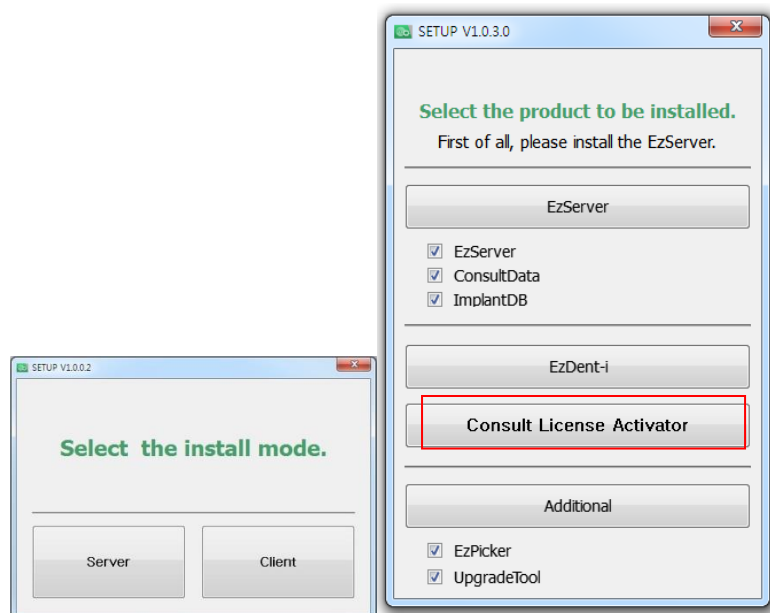 SETUP V1.0.0.2
Select the install mode.
Server
Client
SETUP V1.0.3.0
Select the product to be installed.
First of all, please install the EzServer.
EzServer
EzServer
ConsultData
ImplantDB
EzDent-i
Consult License Activator
Additional
EzPicker
UpgradeTool